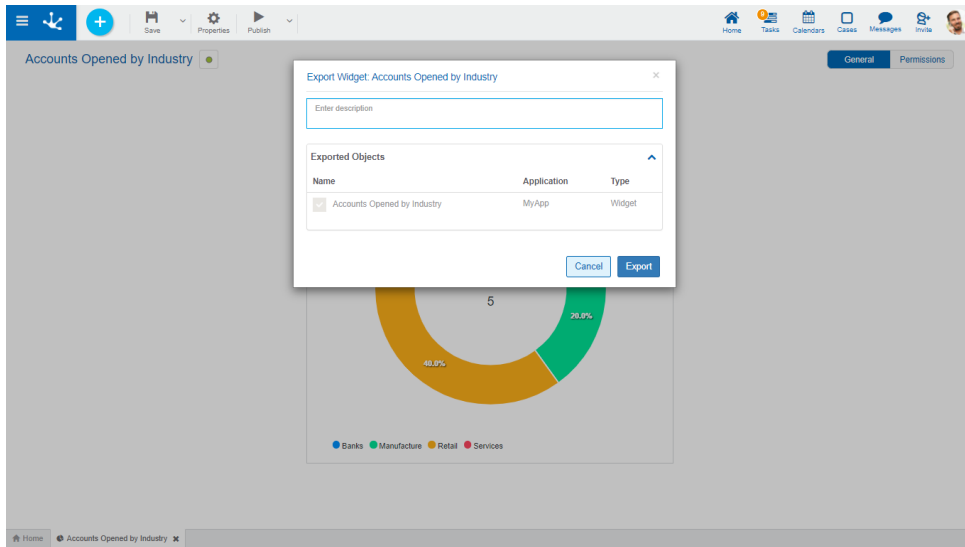 Save
Properties
Publish
Home
9
Tasks
Calendars
Cases
Messages
Invite
Accounts Opened by Industry
General
Permissions
Export Widget: Accounts Opened by Industry
×
Enter description
Exported Objects
Name Application Type
Accounts Opened by Industry MyApp Widget
Cancel
Export
5
20.0%
40.0%
Banks Manufacture Retail Services
Home
Accounts Opened by Industry